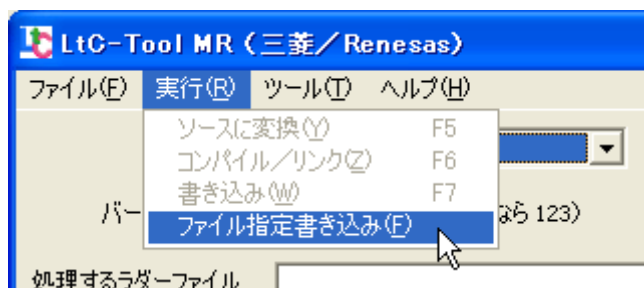 LtC-Tool MR (三菱／Renesas)
ファイル(F) 実行(R) ツール(T) ヘルプ(H)
ソースに変換(Y) F5
コンパイル／リンク(Z) F6
書き込み(W) F7
バー
ファイル指定書き込み(F)
なら 123)
処理するラダーファイル